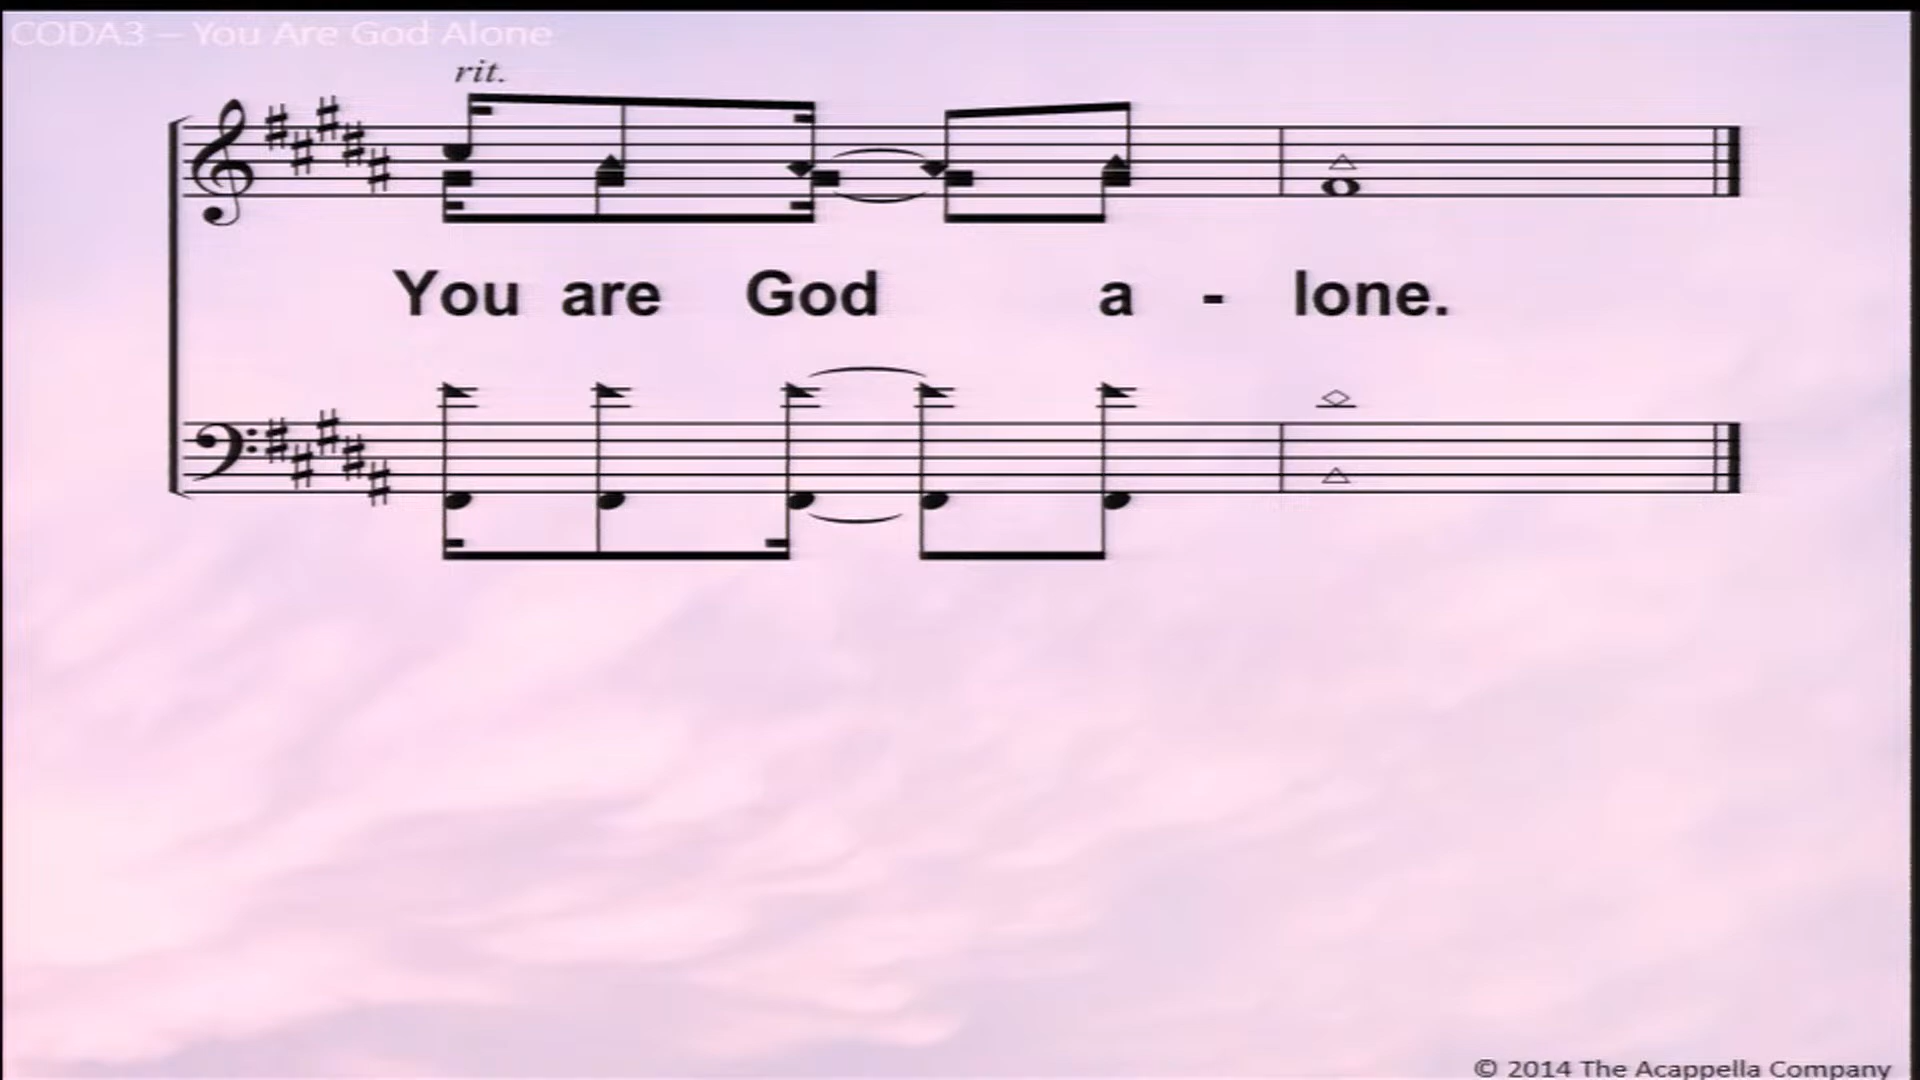 CODA3 – You Are God Alone
rit.
You are God a - lone.
© 2014 The Acappella Company